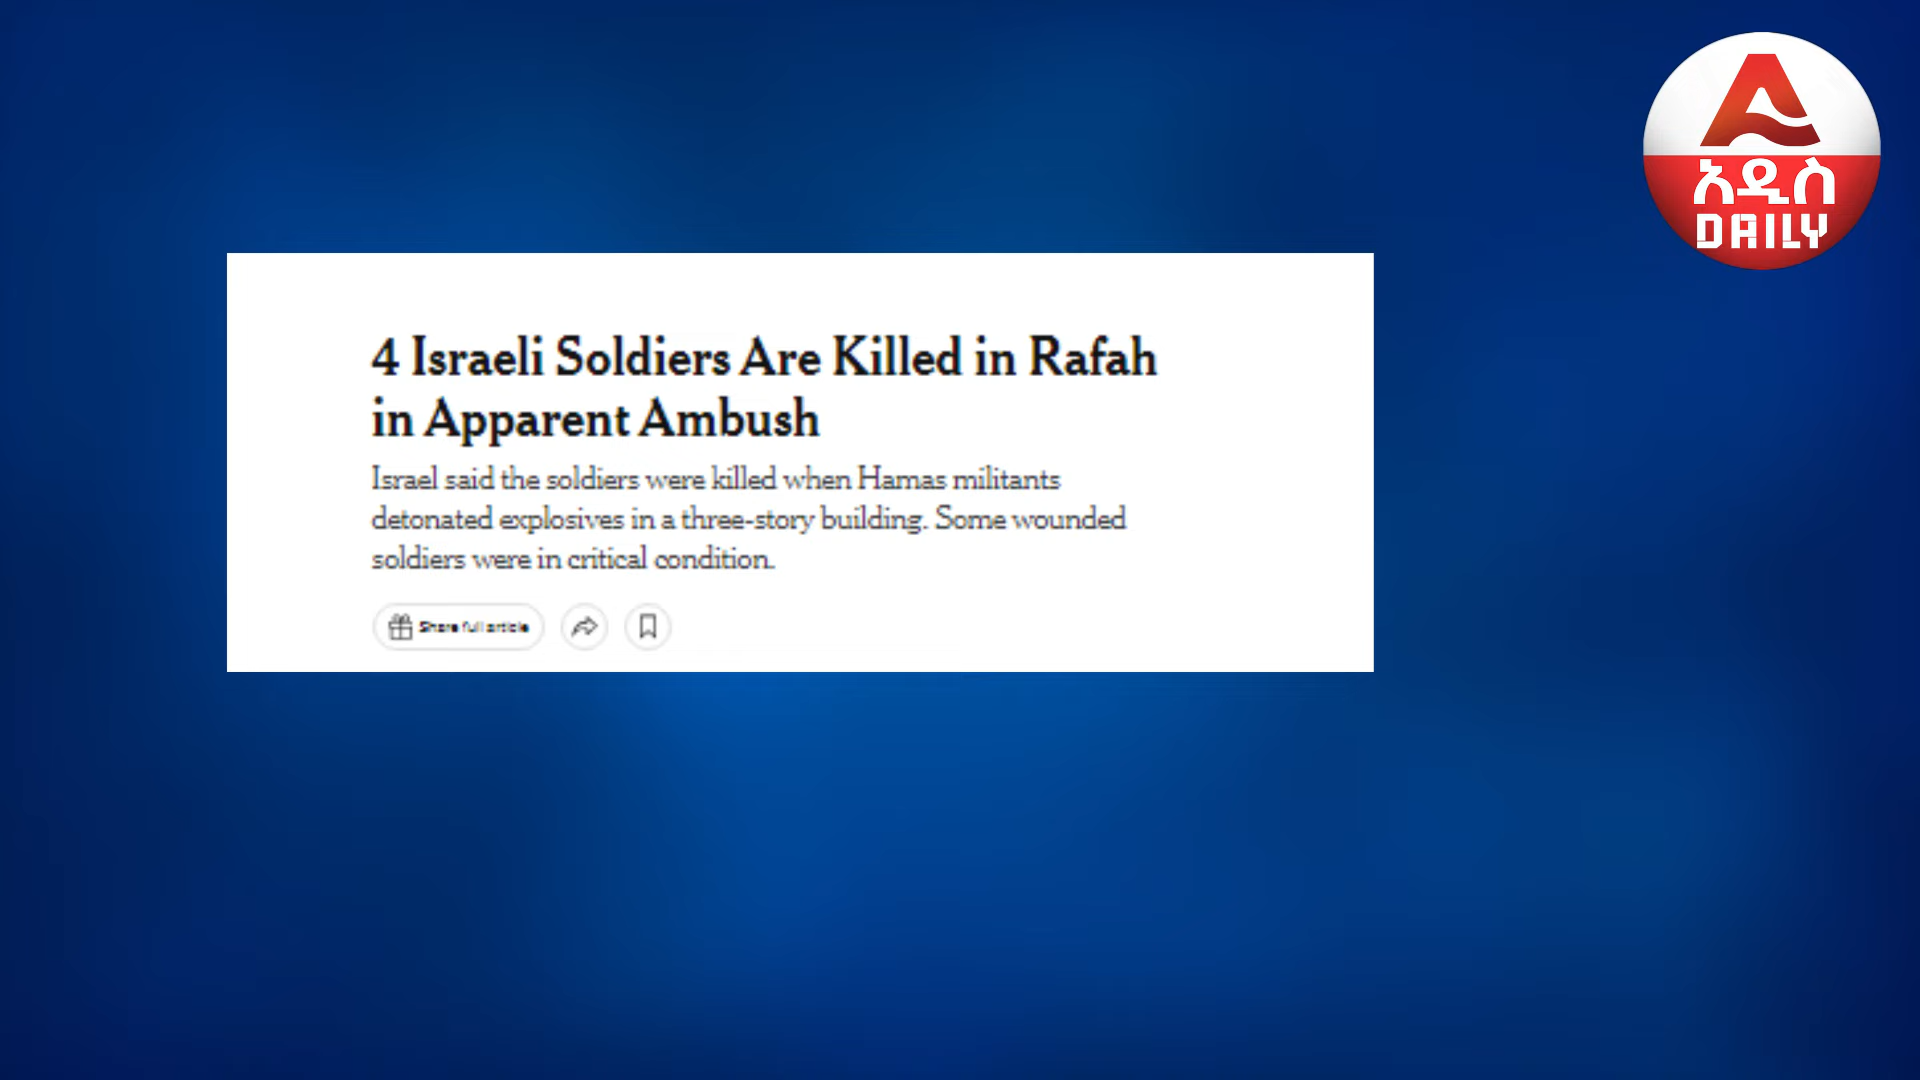 አዲስ
DAILY
4 Israeli Soldiers Are Killed in Rafah
in Apparent Ambush
Israel said the soldiers were killed when Hamas militants
detonated explosives in a three-story building. Some wounded
soldiers were in critical condition.
Share full article